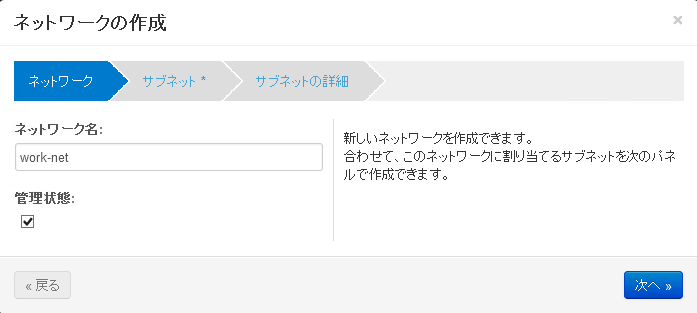 ネットワークの作成
×
ネットワーク
サブネット *
サブネットの詳細
ネットワーク名:
work-net
管理状態:
新しいネットワークを作成できます。
合わせて、このネットワークに割り当てるサブネットを次のパネ
ルで作成できます。
« 戻る
次へ »